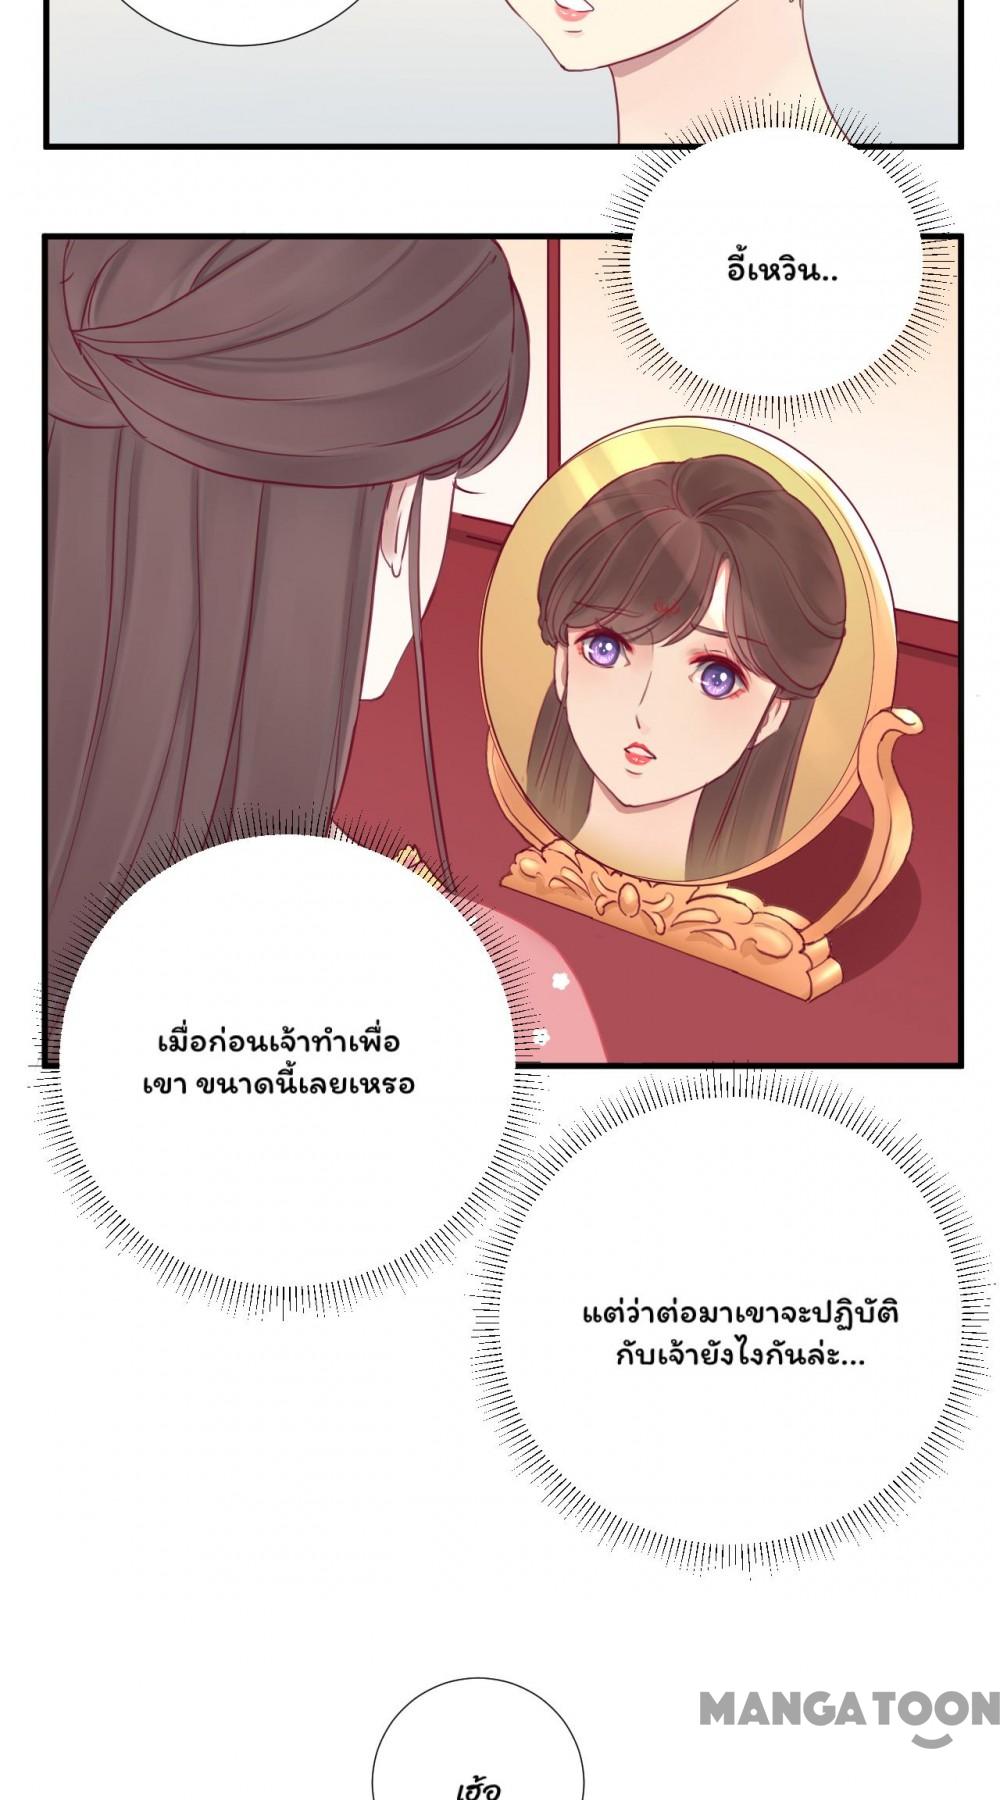 อี้เหวิน..
เมื่อก่อนเจ้าทำเพื่อ
เขา ขนาดนี้เลยเหรอ
แต่ว่าต่อมาเขาจะปฏิบัติ
กับเจ้ายังไงกันล่ะ...
MANGATOON
เฮ้อ